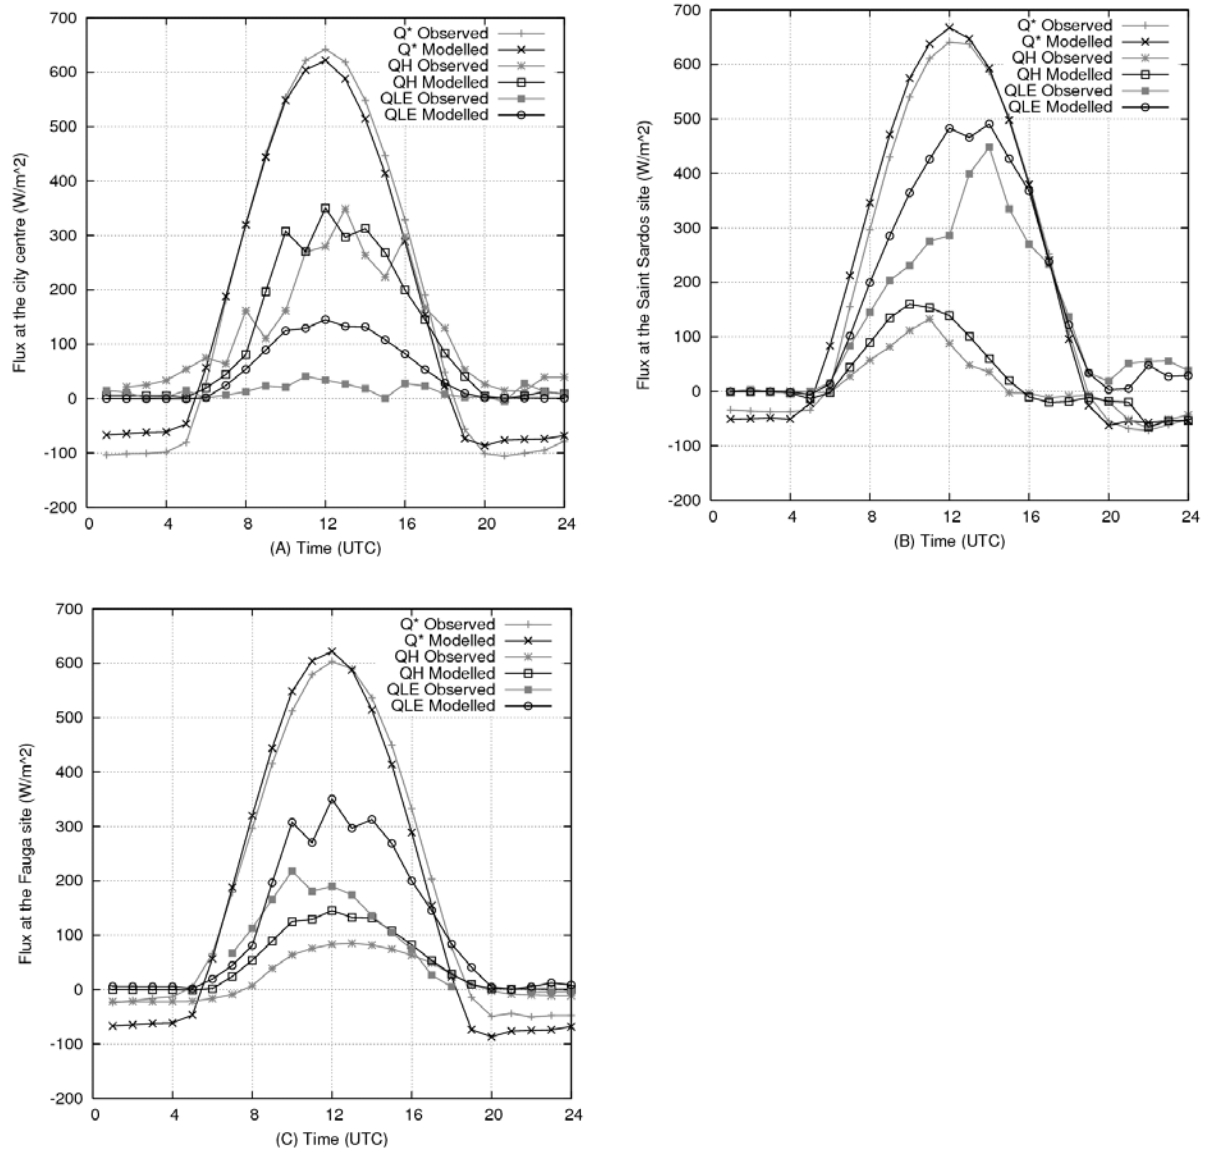 700
600
500
400
300
200
100
0
-100
-200
Flux at the city centre (W/m^2)
Q* Observed
Q* Modelled
QH Observed
QH Modelled
QLE Observed
QLE Modelled
0 4 8 12 16 20 24
(A) Time (UTC)
700
600
500
400
300
200
100
0
-100
-200
Flux at the Saint Sardos site (W/m^2)
Q* Observed
Q* Modelled
QH Observed
QH Modelled
QLE Observed
QLE Modelled
0 4 8 12 16 20 24
(B) Time (UTC)
700
600
500
400
300
200
100
0
-100
-200
Flux at the Fauga site (W/m^2)
Q* Observed
Q* Modelled
QH Observed
QH Modelled
QLE Observed
QLE Modelled
0 4 8 12 16 20 24
(C) Time (UTC)